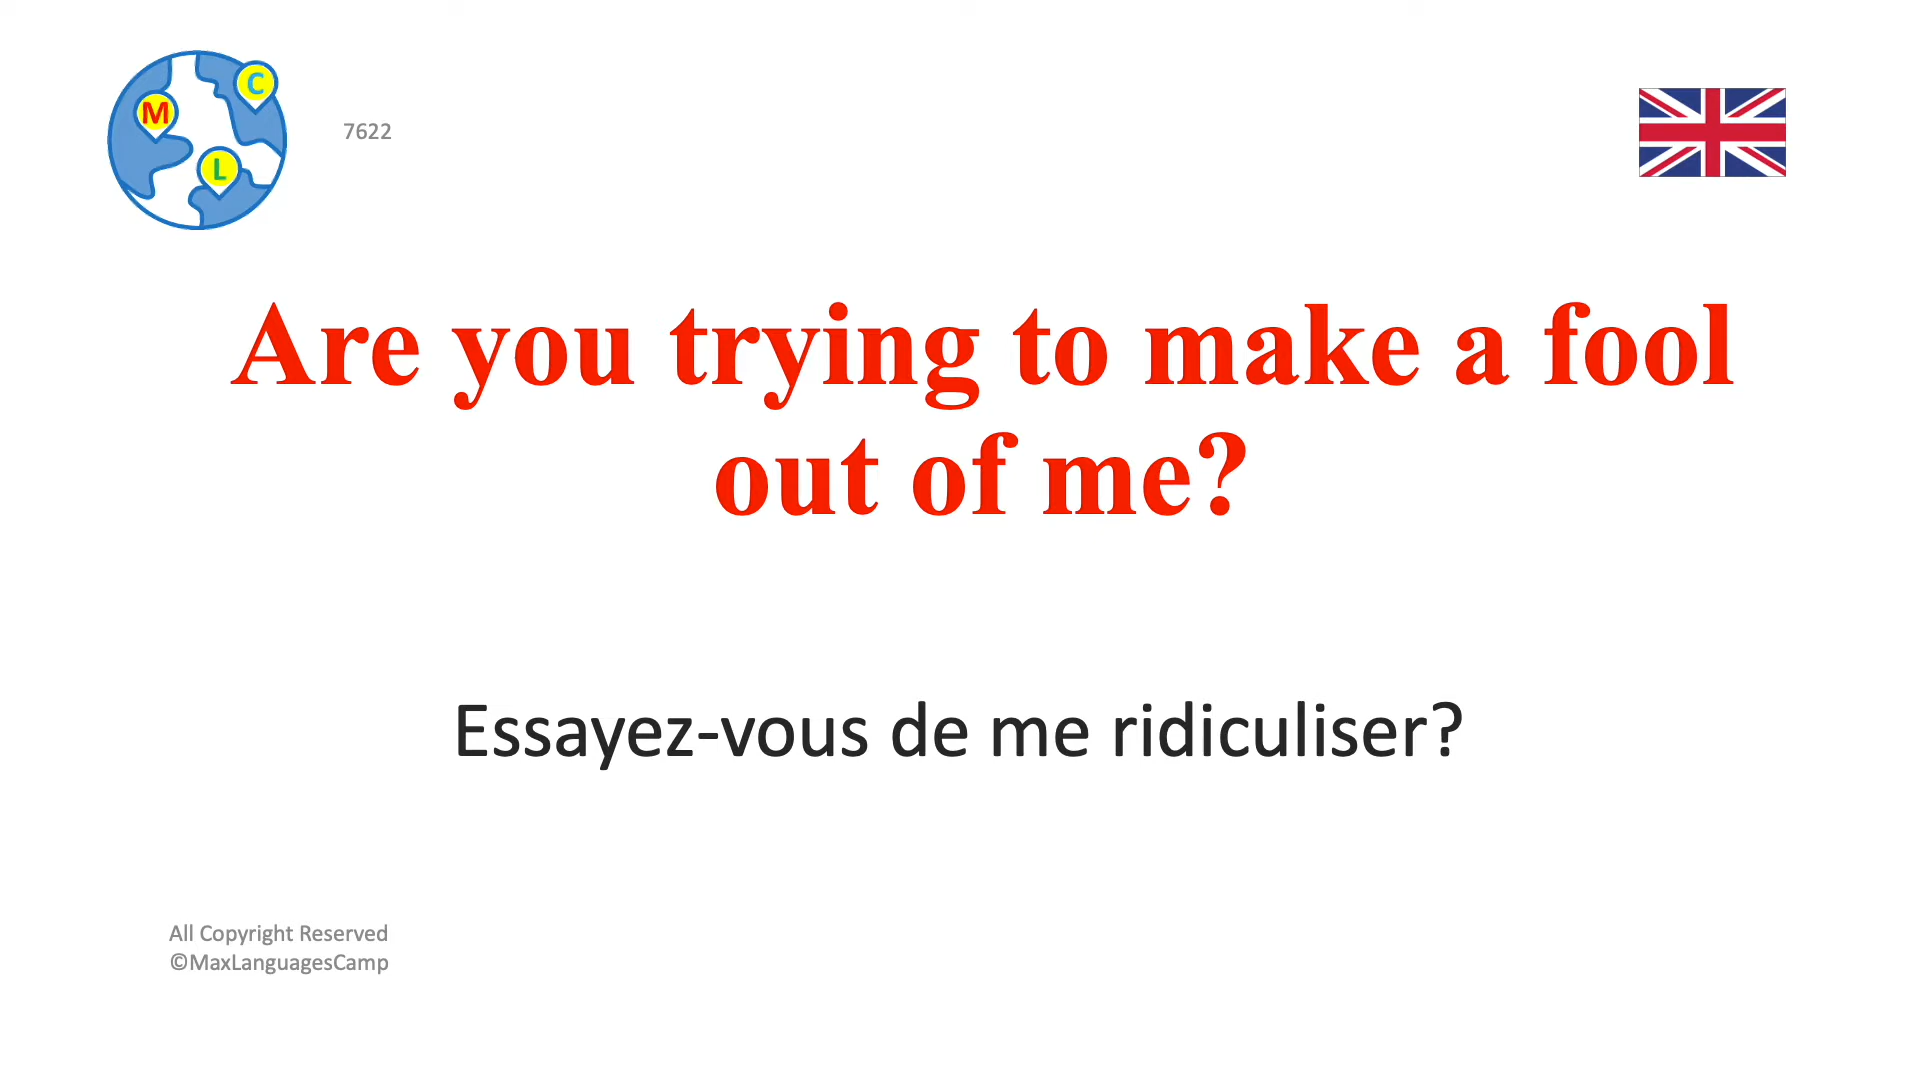 C
M
7622
L
Are you trying to make a fool
out of me?
Essayez-vous de me ridiculiser?
All Copyright Reserved
©MaxLanguagesCamp